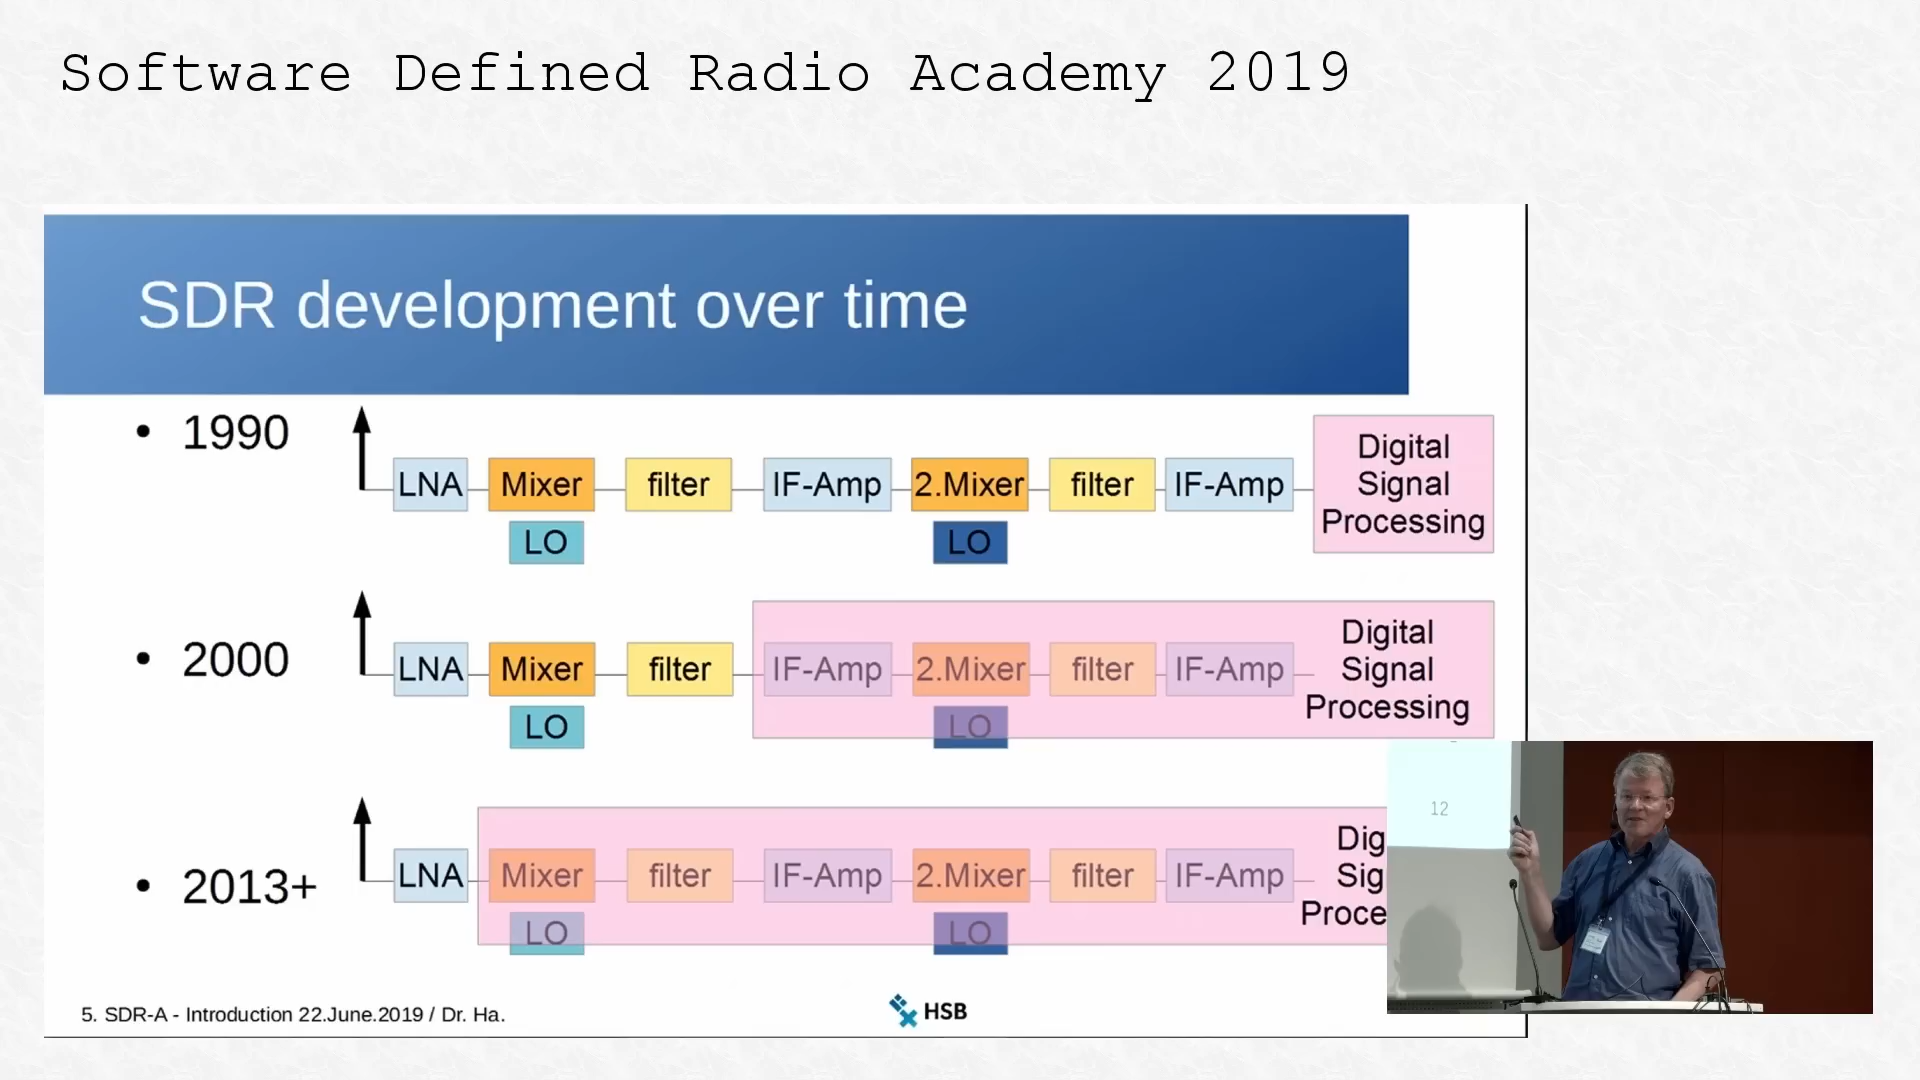 Software Defined Radio Academy 2019
SDR development over time
• 1990
LNA Mixer filter IF-Amp 2.Mixer filter IF-Amp
Digital
Signal
Processing
LO LO
• 2000
LNA Mixer filter IF-Amp 2.Mixer filter IF-Amp
Digital
Signal
Processing
LO LO
• 2013+
LNA Mixer filter IF-Amp 2.Mixer filter IF-Amp
Dig
Sig
Proce
LO LO
12
5. SDR-A - Introduction 22.June.2019 / Dr. Ha.
HSB